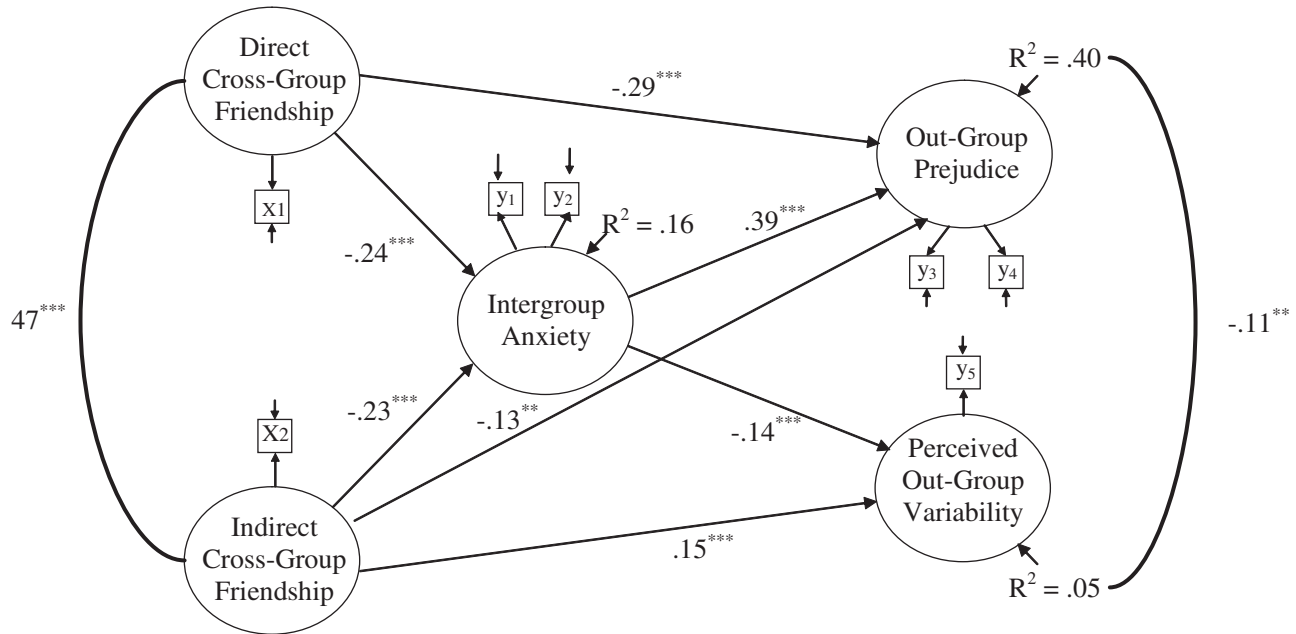 Direct
Cross-Group
Friendship
R² = .40
-.29***
Out-Group
Prejudice
x1
y1
y2
R² = .16
.39***
-.24***
y3
y4
Intergroup
Anxiety
47***
-.11**
y5
-.23***
-.13**
-.14***
X2
Perceived
Out-Group
Variability
Indirect
Cross-Group
Friendship
.15***
R² = .05